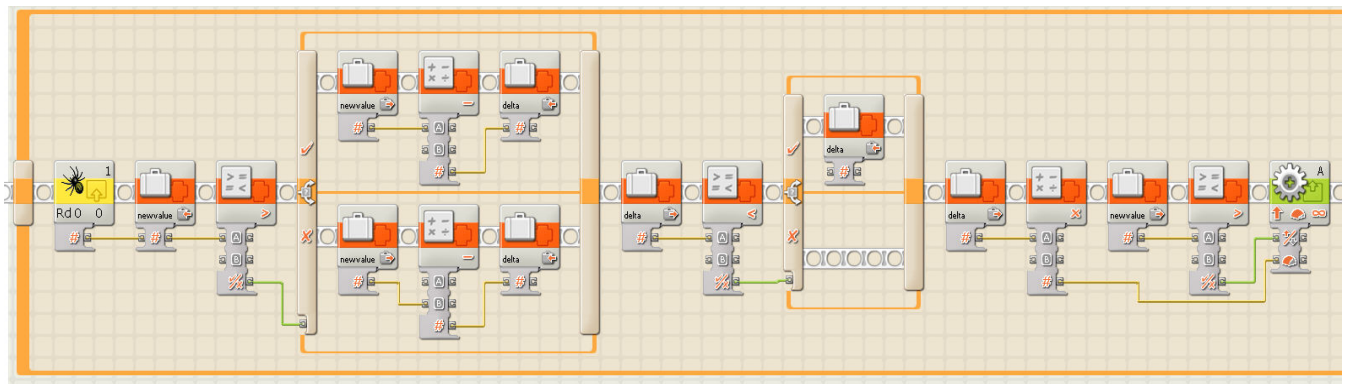 newvalue
-
delta
1
Rd 0 0
newvalue
>
A
B
newvalue
-
delta
delta
<
delta
delta
×
newvalue
>
A